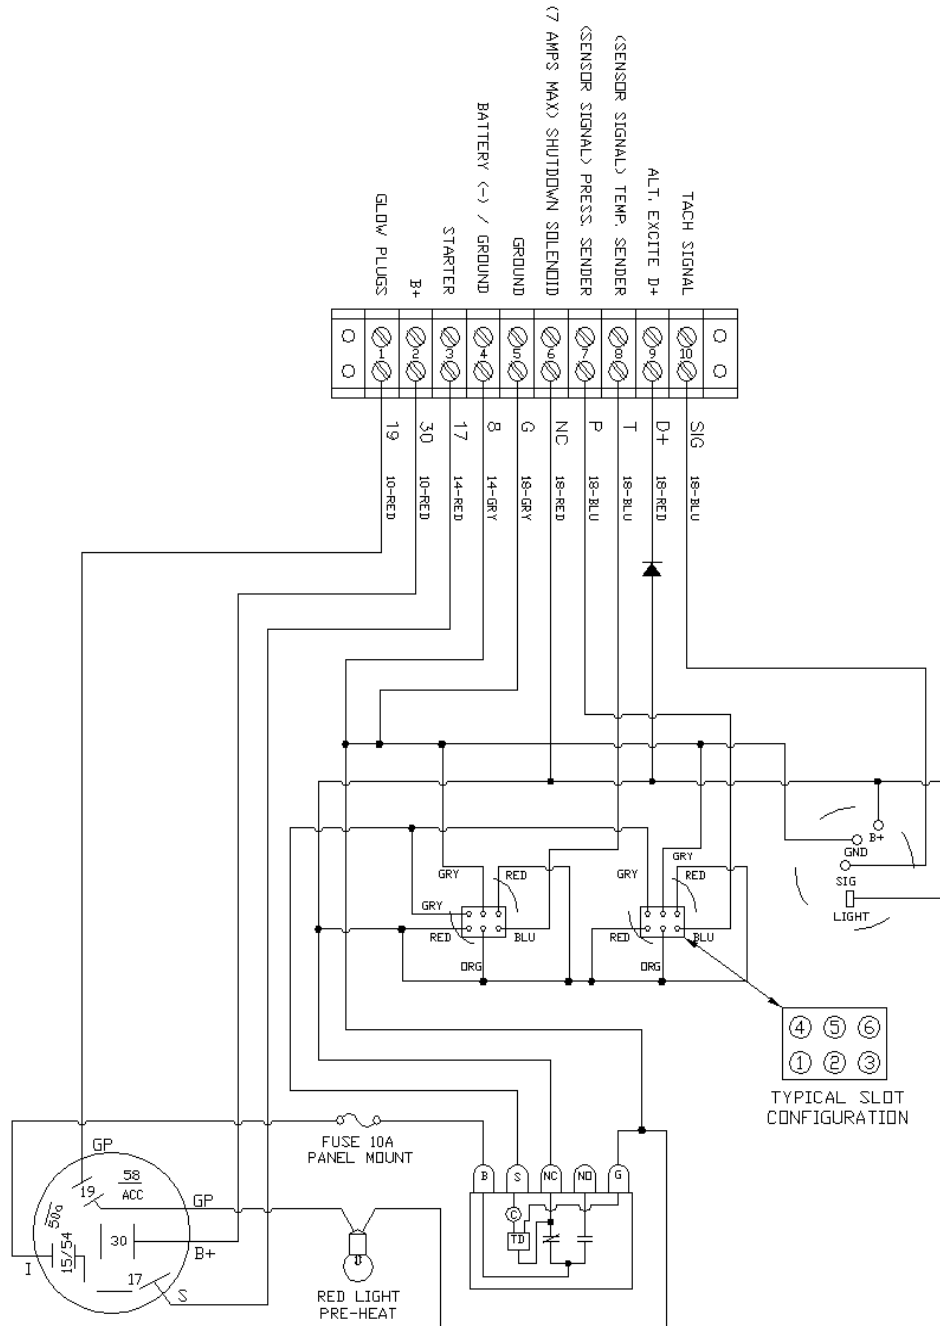 GLOW PLUGS
B+
STARTER
BATTERY (-) / GROUND
GROUND
(7 AMPS MAX) SHUTDOWN SOLENOID
(SENSOR SIGNAL) PRESS. SENDER
(SENSOR SIGNAL) TEMP. SENDER
ALT. EXCITE D+
TACH SIGNAL
1 2 3 4 5 6 7 8 9 10
19 30 17 8 G NC P T D+ SIG
10-RED 10-RED 14-RED 14-GRY 18-GRY 18-RED 18-BLU 18-BLU 18-RED 18-BLU
B+
GND
SIG
LIGHT
GRY RED
GRY
RED BLU
ORG
GRY
GRY RED
RED BLU
ORG
4 5 6
1 2 3
TYPICAL SLOT
CONFIGURATION
FUSE 10A
PANEL MOUNT
GP
19
58
ACC
GP
50a
15/54
30
B+
I
17
S
RED LIGHT
PRE-HEAT
B S NC NO G
C
TD